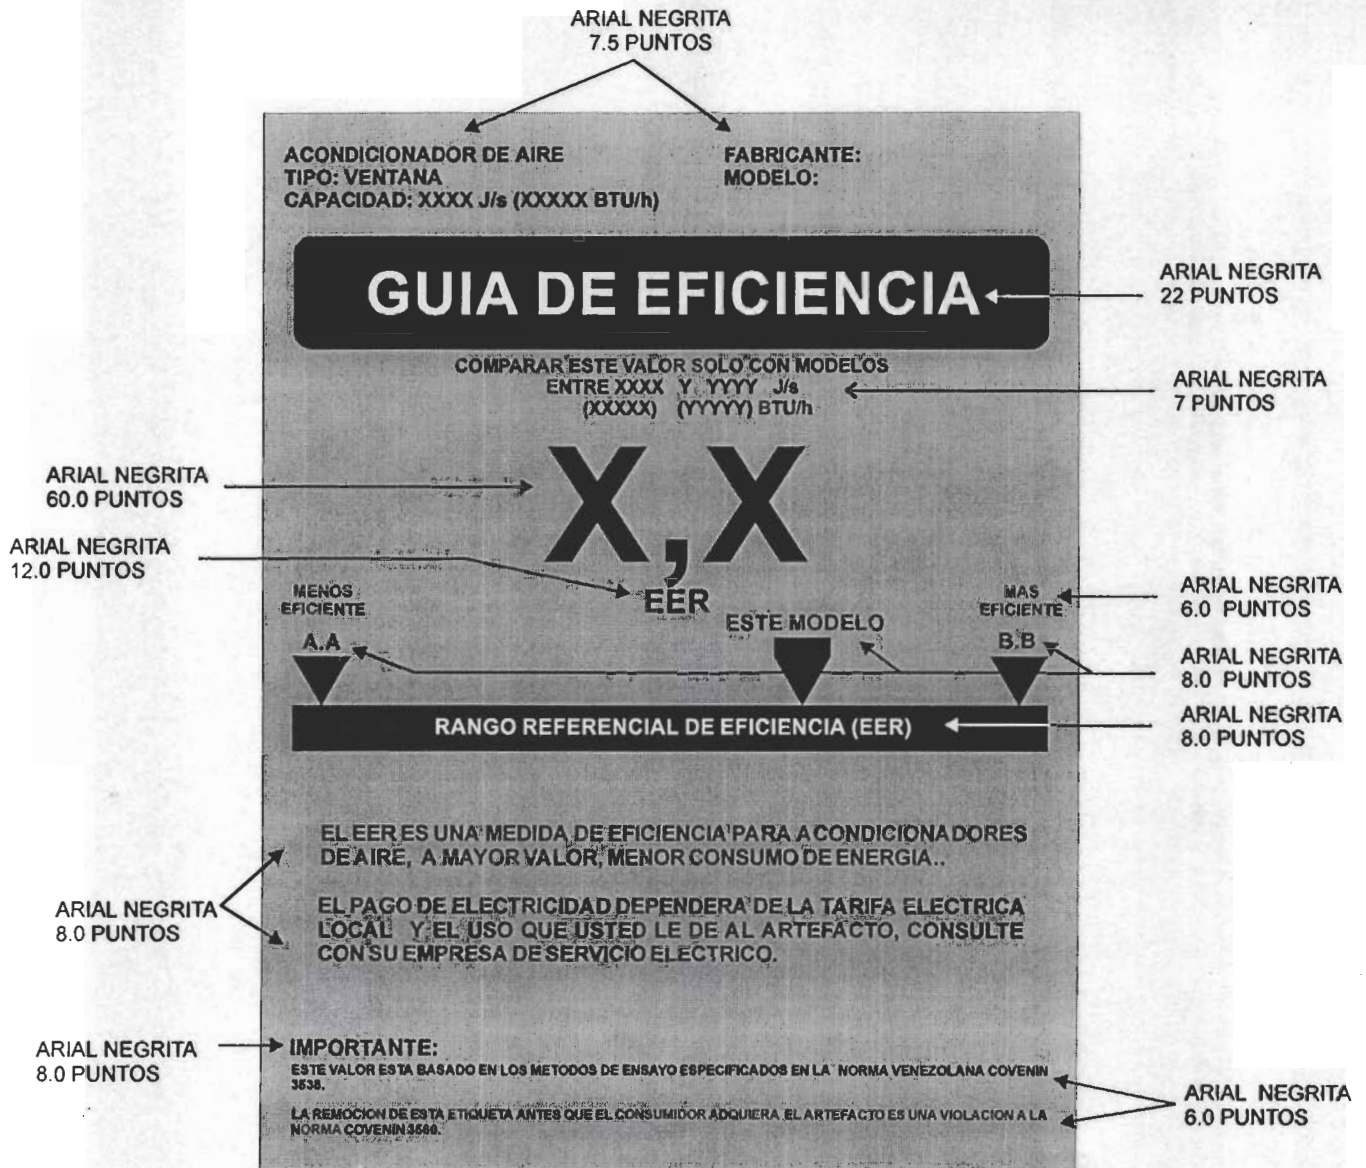 ARIAL NEGRITA
7.5 PUNTOS
ACONDICIONADOR DE AIRE
TIPO: VENTANA
CAPACIDAD: XXXX J/s (XXXXX BTU/h)
FABRICANTE:
MODELO:
GUIA DE EFICIENCIA
ARIAL NEGRITA
22 PUNTOS
COMPARAR ESTE VALOR SOLO CON MODELOS
ENTRE XXXX Y YYYY J/s
(XXXXX) (YYYYY) BTU/h
ARIAL NEGRITA
7 PUNTOS
X,X
ARIAL NEGRITA
60.0 PUNTOS
ARIAL NEGRITA
12.0 PUNTOS
EER
MENOS
EFICIENTE
A.A
ESTE MODELO
MAS
EFICIENTE
B.B
ARIAL NEGRITA
6.0 PUNTOS
ARIAL NEGRITA
8.0 PUNTOS
RANGO REFERENCIAL DE EFICIENCIA (EER)
ARIAL NEGRITA
8.0 PUNTOS
EL EER ES UNA MEDIDA DE EFICIENCIA PARA ACONDICIONADORES
DE AIRE, A MAYOR VALOR, MENOR CONSUMO DE ENERGIA..
EL PAGO DE ELECTRICIDAD DEPENDERA DE LA TARIFA ELECTRICA
LOCAL Y EL USO QUE USTED LE DE AL ARTEFACTO, CONSULTE
CON SU EMPRESA DE SERVICIO ELECTRICO.
ARIAL NEGRITA
8.0 PUNTOS
ARIAL NEGRITA
8.0 PUNTOS
IMPORTANTE:
ESTE VALOR ESTA BASADO EN LOS METODOS DE ENSAYO ESPECIFICADOS EN LA NORMA VENEZOLANA COVENIN
3538.
LA REMOCION DE ESTA ETIQUETA ANTES QUE EL CONSUMIDOR ADQUIERA EL ARTEFACTO ES UNA VIOLACION A LA
NORMA COVENIN 3560.
ARIAL NEGRITA
6.0 PUNTOS